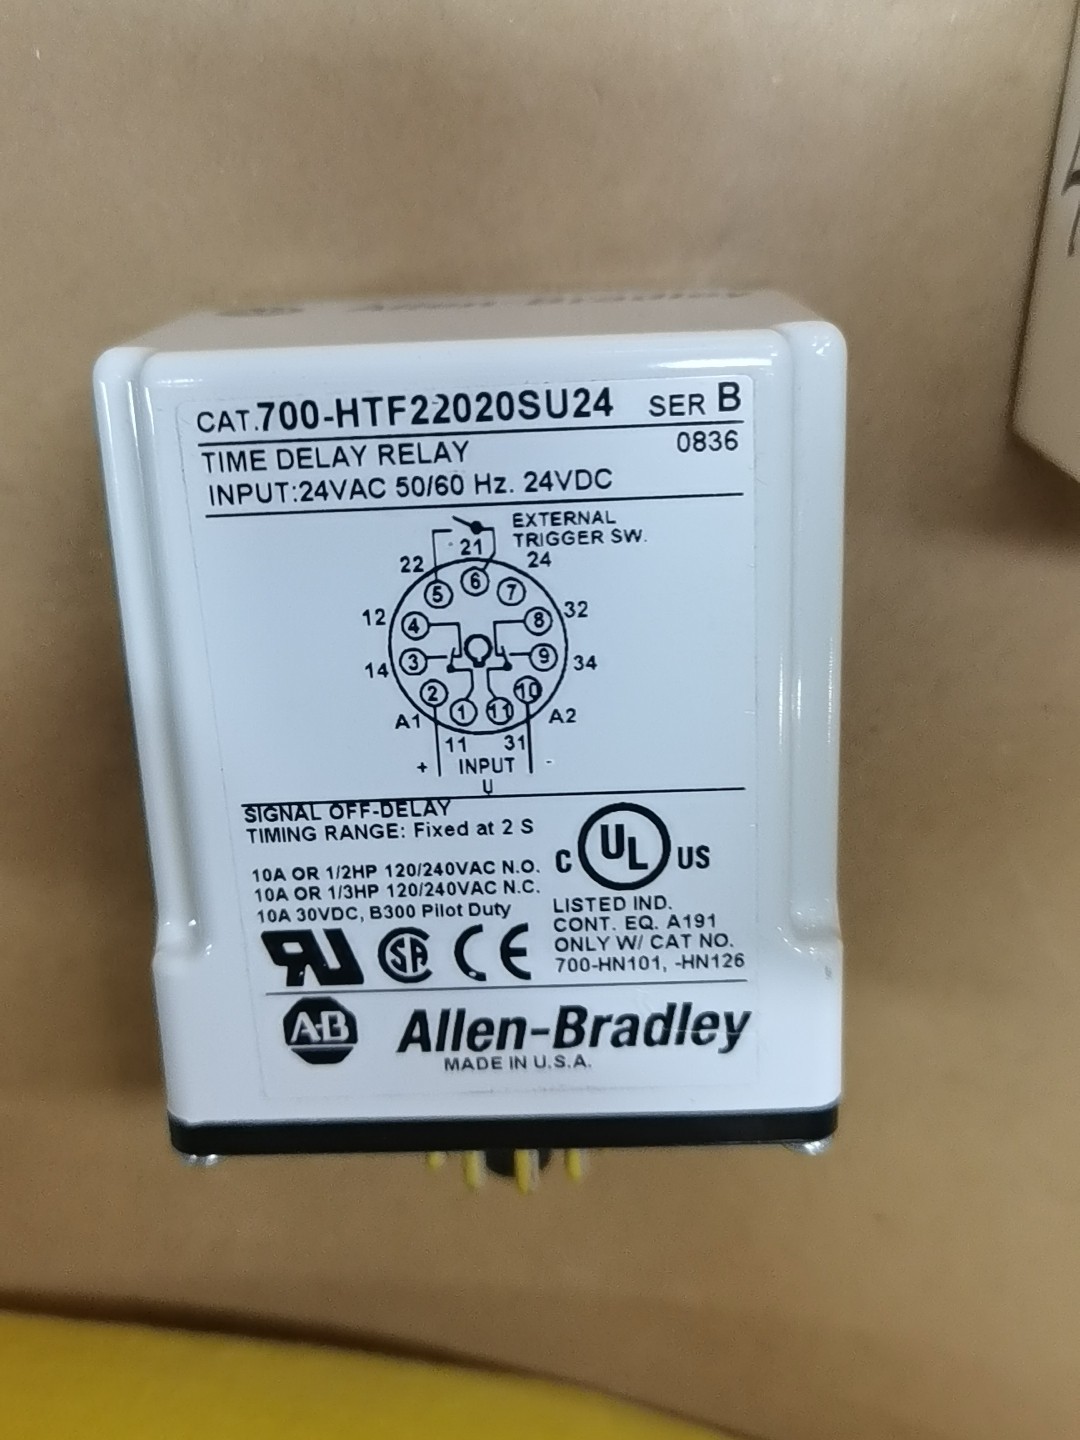 CAT.700-HTF22020SU24 SER B
TIME DELAY RELAY 0836
INPUT:24VAC 50/60 Hz. 24VDC
EXTERNAL
TRIGGER SW.
22 21 24
5 6 7
12 4 8 32
14 3 9 34
2 10
A1 1 11 A2
11 31
+ INPUT -
U
SIGNAL OFF-DELAY
TIMING RANGE: Fixed at 2 S
10A OR 1/2HP 120/240VAC N.O.
10A OR 1/3HP 120/240VAC N.C.
10A 30VDC, B300 Pilot Duty
C UL US
LISTED IND.
CONT. EQ. A191
ONLY W/ CAT NO.
700-HN101, -HN126
RU SA CE
A-B Allen-Bradley
MADE IN U.S.A.